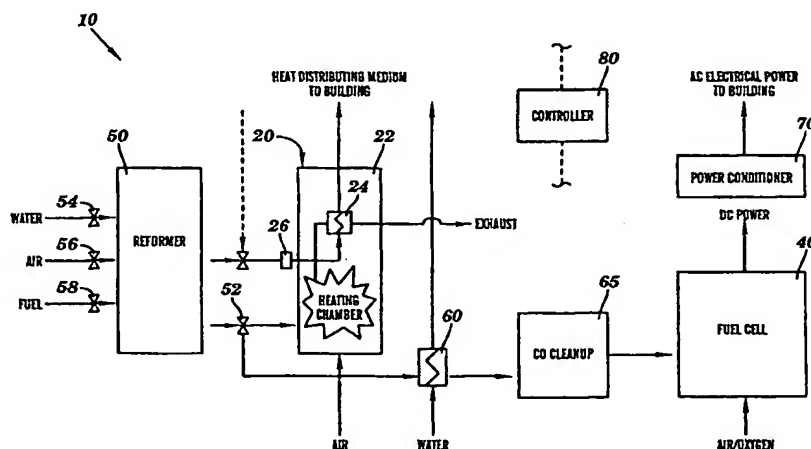 10
HEAT DISTRIBUTING MEDIUM
TO BUILDING
80
CONTROLLER
AC ELECTRICAL POWER
TO BUILDING
70
POWER CONDITIONER
DC POWER
50
REFORMER
20
22
24
26
EXHAUST
54
WATER
56
AIR
58
FUEL
52
HEATING
CHAMBER
60
65
CO CLEANUP
40
FUEL CELL
AIR
WATER
AIR/OXYGEN